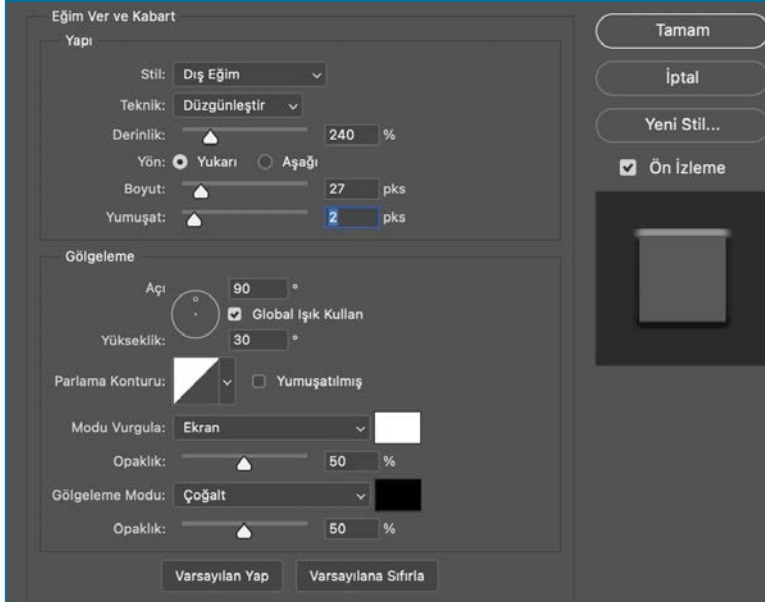 Eğim Ver ve Kabart
Yapı
Stil: Dış Eğim
Teknik: Düzgünleştir
Derinlik: 240 %
Yön: Yukarı Aşağı
Boyut: 27 pks
Yumuşat: 2 pks
Gölgeleme
Açı 90 °
Global Işık Kullan
Yükseklik: 30 °
Parlama Konturu: Yumuşatılmış
Modu Vurgula: Ekran
Opaklık: 50 %
Gölgeleme Modu: Çoğalt
Opaklık: 50 %
Varsayılan Yap Varsayılana Sıfırla
Tamam
İptal
Yeni Stil...
Ön İzleme